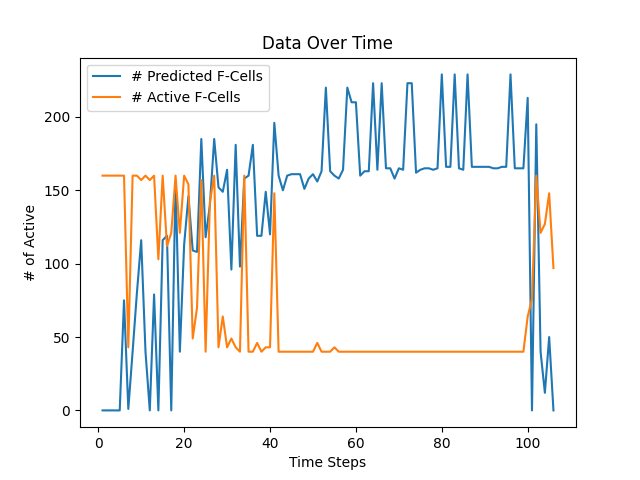 Data Over Time
# Predicted F-Cells
# Active F-Cells
# of Active
200
150
100
50
0
0 20 40 60 80 100
Time Steps